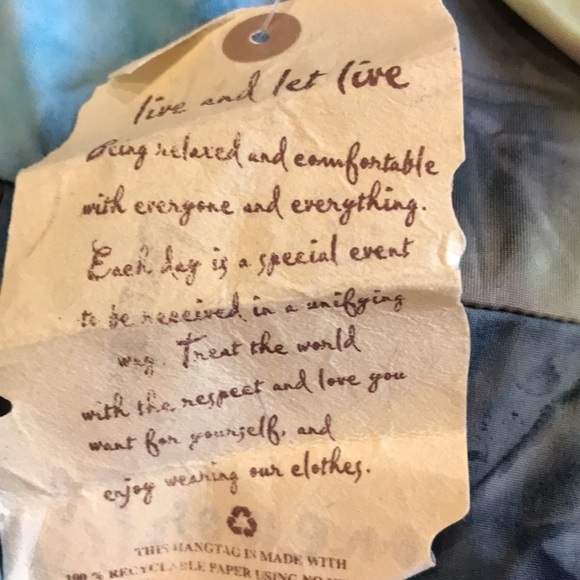 live and let live
Being relaxed and comfortable
with everyone and everything.
Each day is a special event
to be received in a unifying
way. Treat the world
with the respect and love you
want for yourself, and
enjoy wearing our clothes.
THIS HANGTAG IS MADE WITH
100 % RECYCLABLE PAPER USING NO